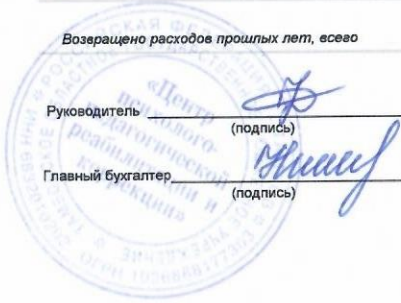 Возвращено расходов прошлых лет, всего
Руководитель
(подпись)
Главный бухгалтер
(подпись)
«Центр
психолого-
педагогической
реабилитации и
коррекции»